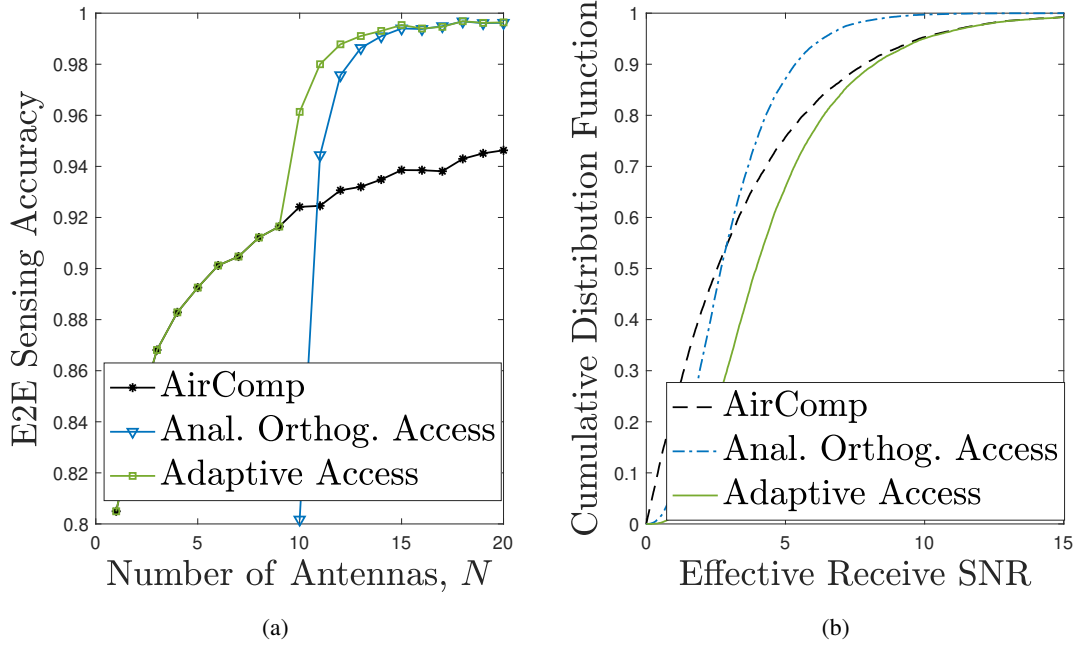 1
0.98
0.96
0.94
0.92
0.9
0.88
0.86
0.84
0.82
0.8
E2E Sensing Accuracy
AirComp
Anal. Orthog. Access
Adaptive Access
0 5 10 15 20
Number of Antennas, N
(a)
1
0.9
0.8
0.7
0.6
0.5
0.4
0.3
0.2
0.1
0
Cumulative Distribution Function
AirComp
Anal. Orthog. Access
Adaptive Access
0 5 10 15
Effective Receive SNR
(b)